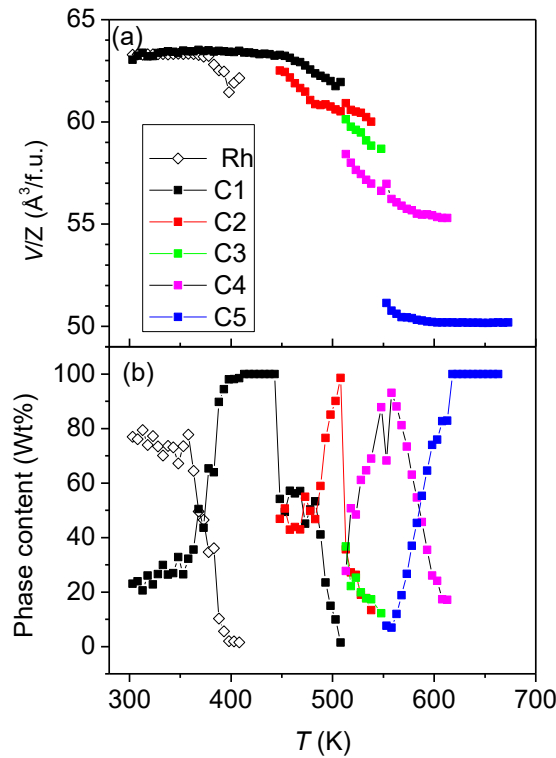 (a)
65
60
55
50
V/Z (Å³/f.u.)
Rh
C1
C2
C3
C4
C5
(b)
100
80
60
40
20
0
Phase content (Wt%)
300 400 500 600 700
T (K)